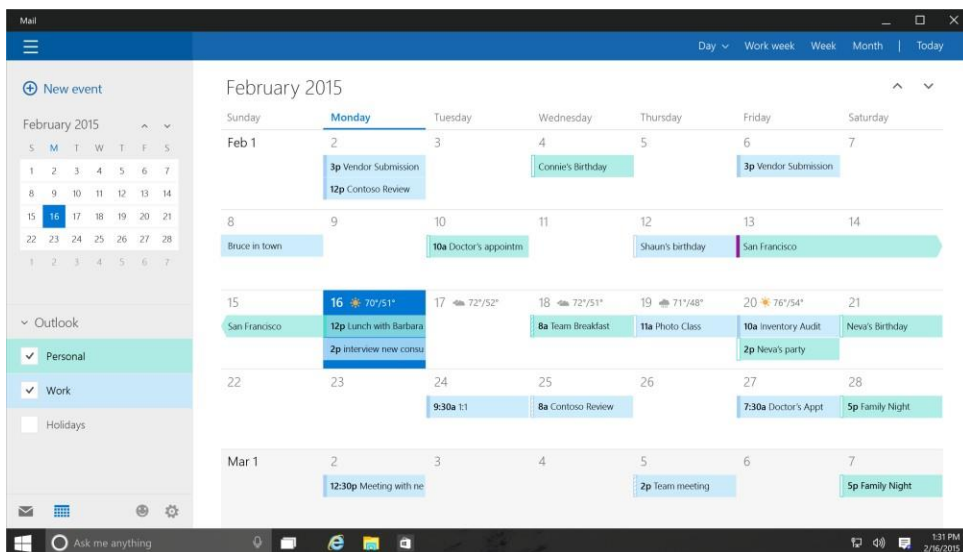 Mail
Day Work week Week Month | Today
New event
February 2015
S M T W T F S
1 2 3 4 5 6 7
8 9 10 11 12 13 14
15 16 17 18 19 20 21
22 23 24 25 26 27 28
1 2 3 4 5 6 7
Outlook
Personal
Work
Holidays
February 2015
Sunday Monday Tuesday Wednesday Thursday Friday Saturday
Feb 1 2 3 4 5 6 7
3p Vendor Submission Connie's Birthday 3p Vendor Submission
12p Contoso Review
8 9 10 11 12 13 14
Bruce in town 10a Doctor's appointm Shaun's birthday San Francisco
15 16 70°/51° 17 72°/52° 18 72°/51° 19 71°/48° 20 76°/54° 21
San Francisco 12p Lunch with Barbara 8a Team Breakfast 11a Photo Class 10a Inventory Audit Neva's Birthday
2p interview new consu 2p Neva's party
22 23 24 25 26 27 28
9:30a 1:1 8a Contoso Review 7:30a Doctor's Appt 5p Family Night
Mar 1 2 3 4 5 6 7
12:30p Meeting with ne 2p Team meeting 5p Family Night
Ask me anything
1:31 PM
2/16/2015